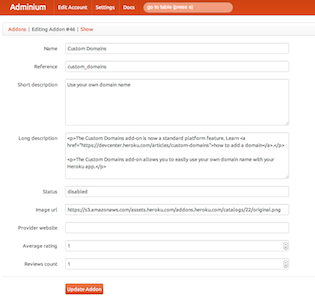 Adminium Edit Account Settings Docs go to table (press s)
Addons | Editing Addon #46 | Show
Name Custom Domains
Reference custom_domains
Short description Use your own domain name
Long description <p>The Custom Domains add-on is now a standard platform feature. Learn <a
href="https://devcenter.heroku.com/articles/custom-domains">how to add a domain</a>.</p>
<p>The Custom Domains add-on allows you to easily use your own domain name with your
Heroku app.</p>
Status disabled
Image url https://s3.amazonaws.com/assets.heroku.com/addons.heroku.com/catalogs/22/original.png
Provider website
Average rating 1
Reviews count 1
Update Addon